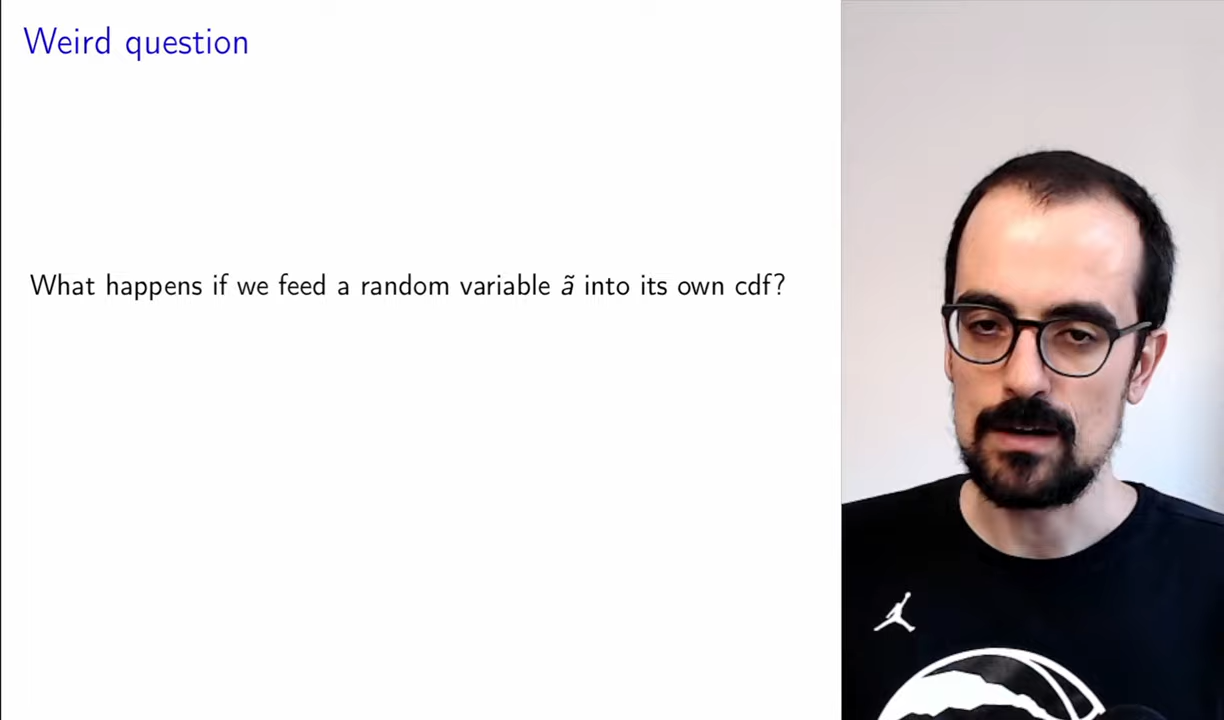 Weird question
What happens if we feed a random variable ã into its own cdf?